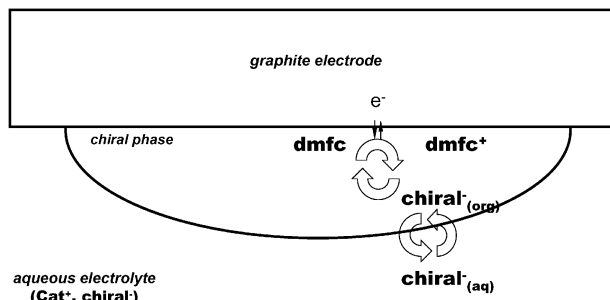 graphite electrode
e-
chiral phase
dmfc dmfc+
chiral-(org)
chiral-(aq)
aqueous electrolyte
(Cat+, chiral-)